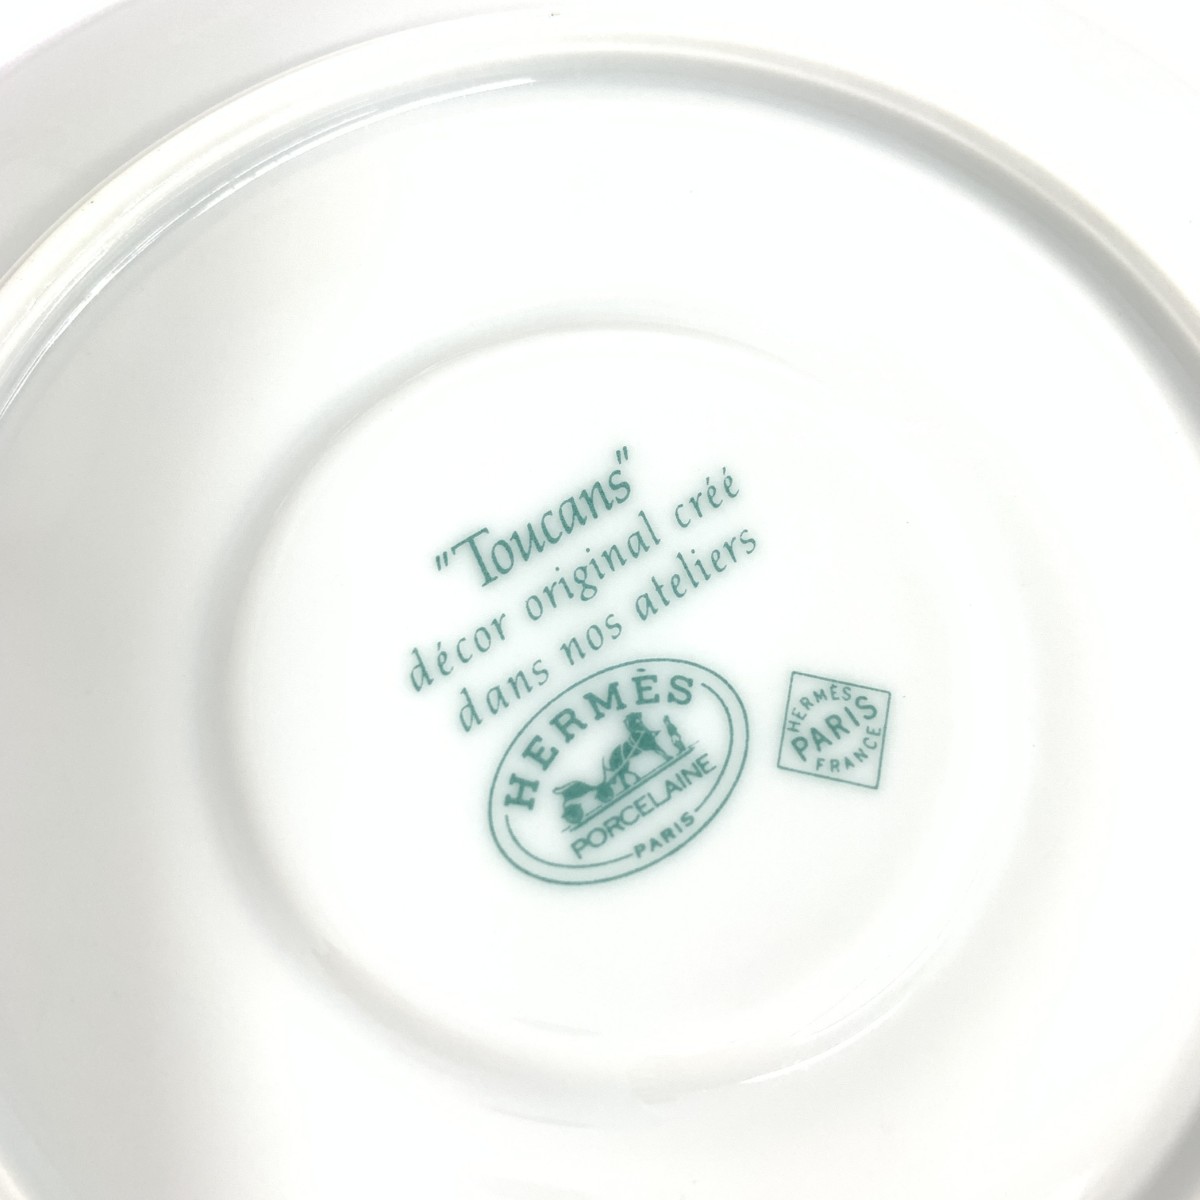 "Toucans"
décor original créé
dans nos ateliers
HERMÈS
PORCELAINE
PARIS
HERMÈS
PARIS
FRANCE